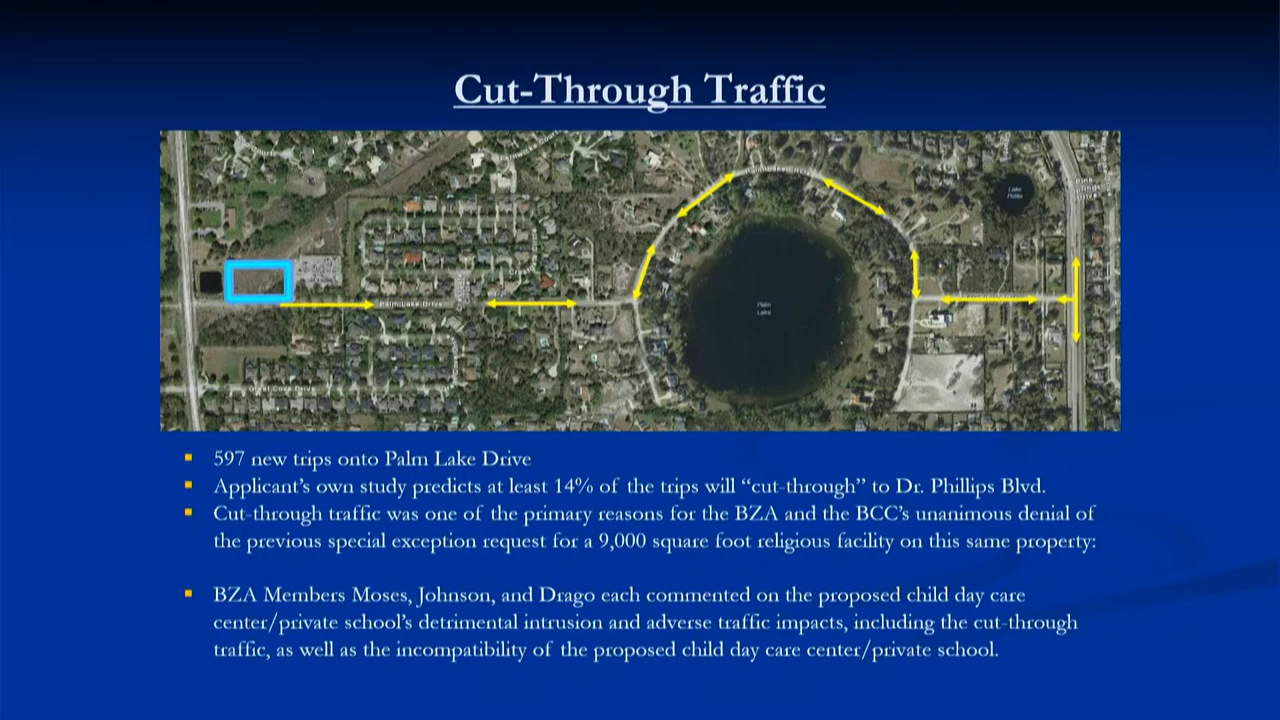 Cut-Through Traffic
Lake
Palm
Lake
Palm Lake Drive
Great Cove Drive
▪ 597 new trips onto Palm Lake Drive
▪ Applicant’s own study predicts at least 14% of the trips will “cut-through” to Dr. Phillips Blvd.
▪ Cut-through traffic was one of the primary reasons for the BZA and the BCC’s unanimous denial of
the previous special exception request for a 9,000 square foot religious facility on this same property:
▪ BZA Members Moses, Johnson, and Drago each commented on the proposed child day care
center/private school’s detrimental intrusion and adverse traffic impacts, including the cut-through
traffic, as well as the incompatibility of the proposed child day care center/private school.